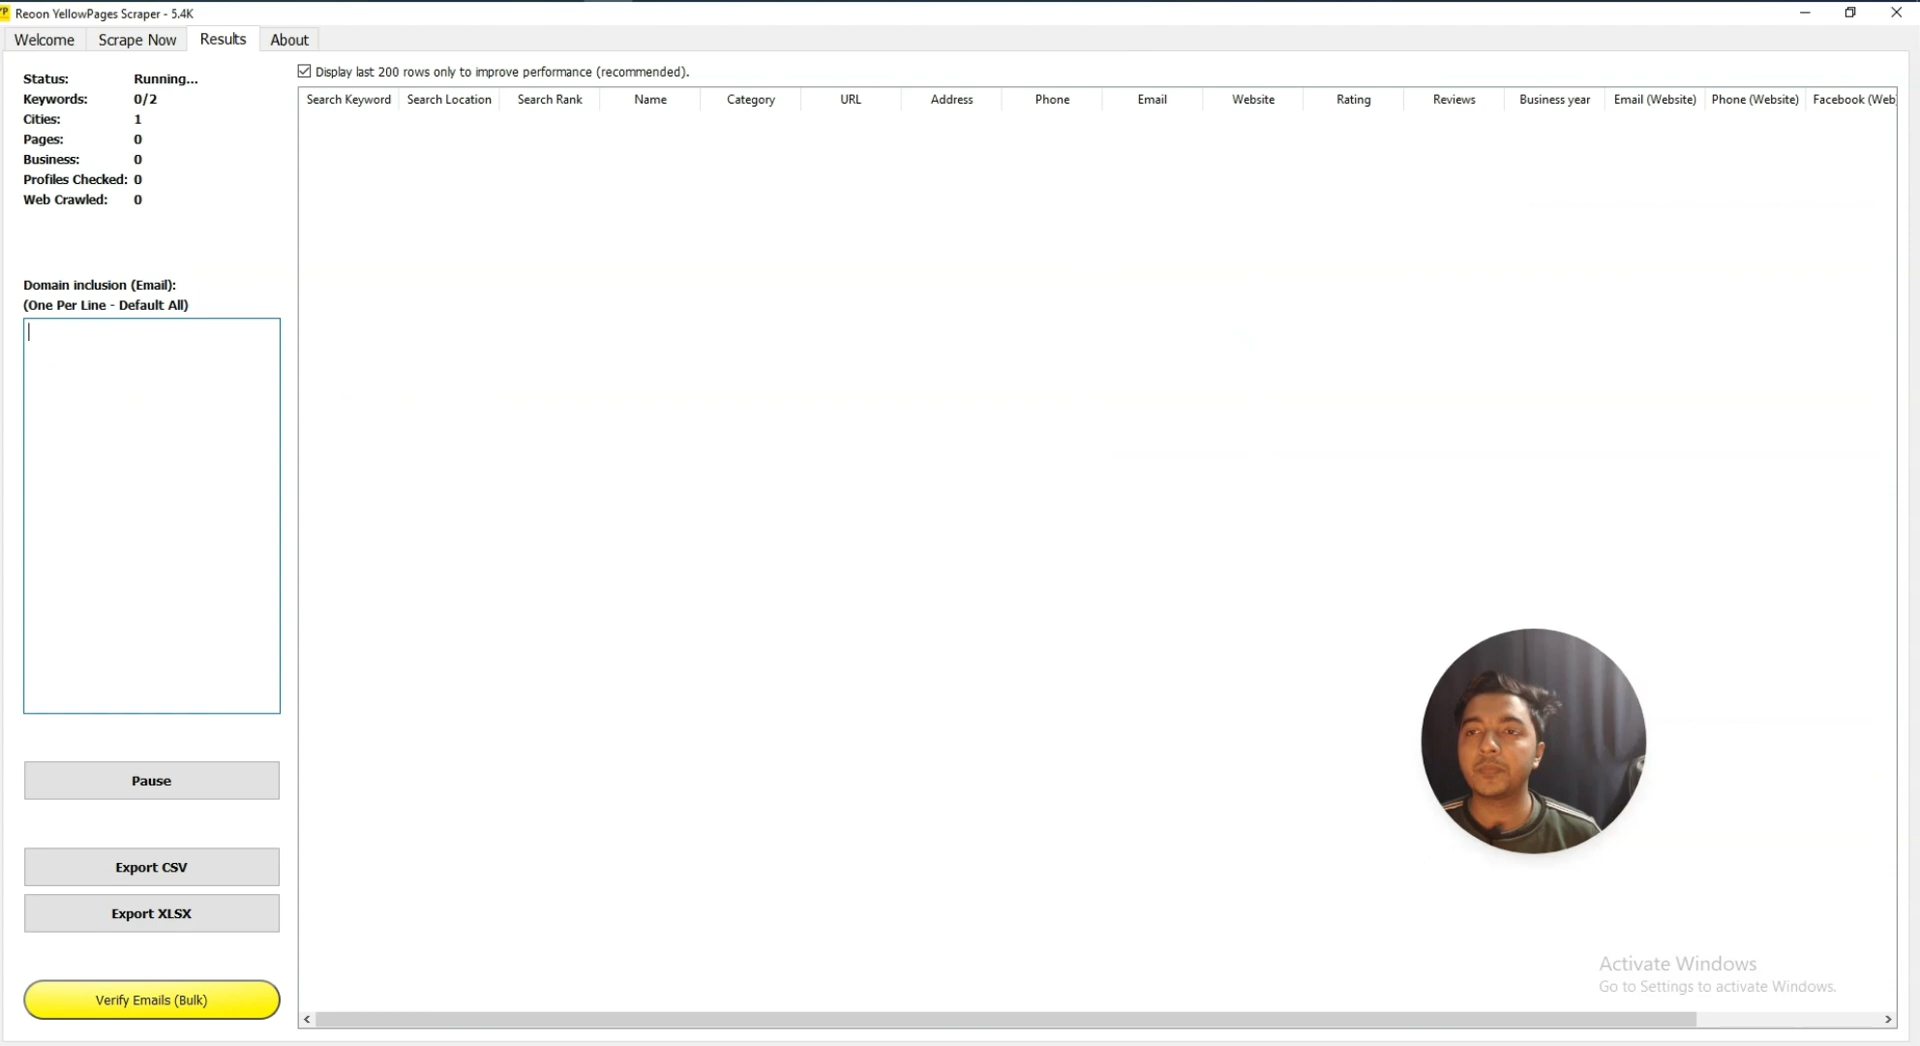 Reoon YellowPages Scraper - 5.4K
Welcome Scrape Now Results About
Status: Running...
Keywords: 0/2
Cities: 1
Pages: 0
Business: 0
Profiles Checked: 0
Web Crawled: 0
Domain inclusion (Email):
(One Per Line - Default All)
Pause
Export CSV
Export XLSX
Verify Emails (Bulk)
Display last 200 rows only to improve performance (recommended).
Search Keyword Search Location Search Rank Name Category URL Address Phone Email Website Rating Reviews Business year Email (Website) Phone (Website) Facebook (Web
Activate Windows
Go to Settings to activate Windows.